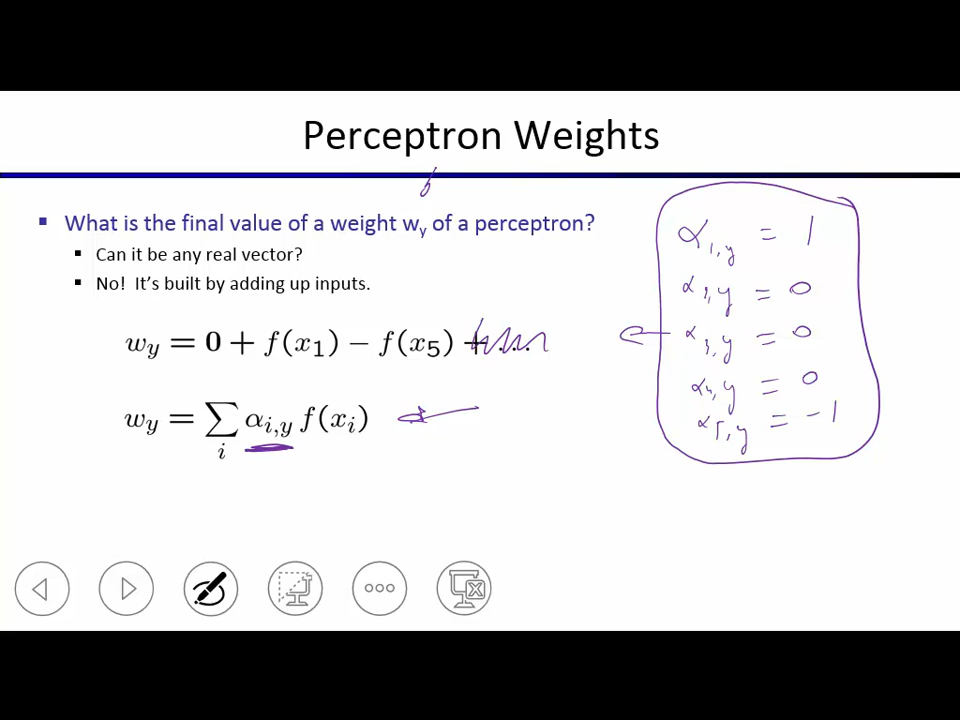 Perceptron Weights
▪ What is the final value of a weight w_y of a perceptron?
▪ Can it be any real vector?
▪ No! It's built by adding up inputs.
w_y = 0 + f(x_1) − f(x_5) + ...
w_y = ∑_i α_{i,y} f(x_i)
α_{1,y} = 1
α_{2,y} = 0
α_{3,y} = 0
α_{4,y} = 0
α_{5,y} = −1